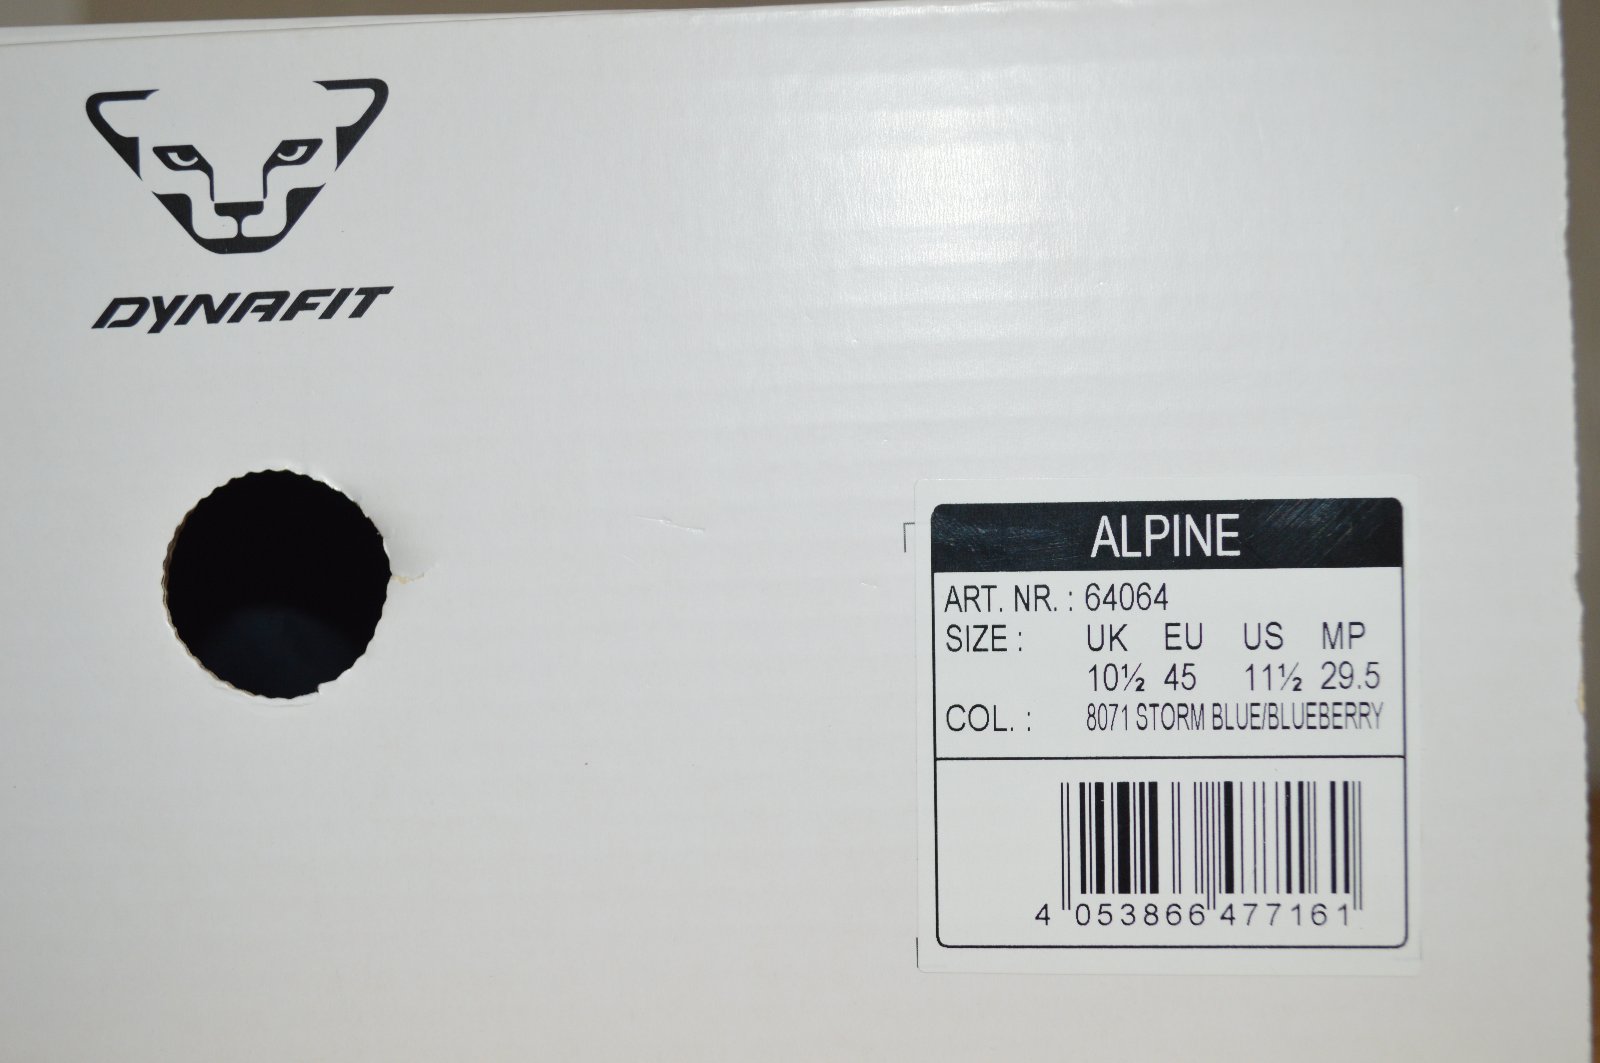 DYNAFIT
ALPINE
ART. NR. : 64064
SIZE : UK EU US MP
10½ 45 11½ 29.5
COL. : 8071 STORM BLUE/BLUEBERRY
4 053866 477161